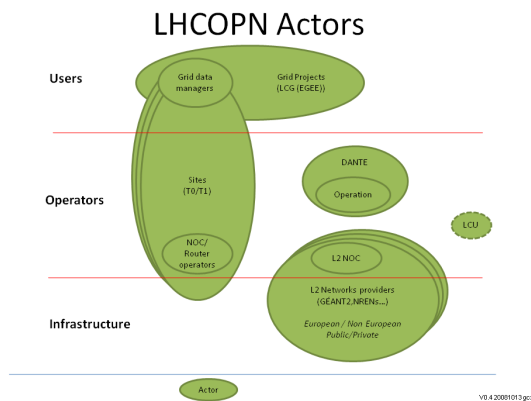 LHCOPN Actors
Users
Grid data
managers
Grid Projects
(LCG (EGEE))
Operators
Sites
(T0/T1)
DANTE
Operation
LCU
NOC/
Router
operators
L2 NOC
Infrastructure
L2 Networks providers
(GÉANT2,NRENs...)
European / Non European
Public/Private
Actor
V0.4 20081013 gc